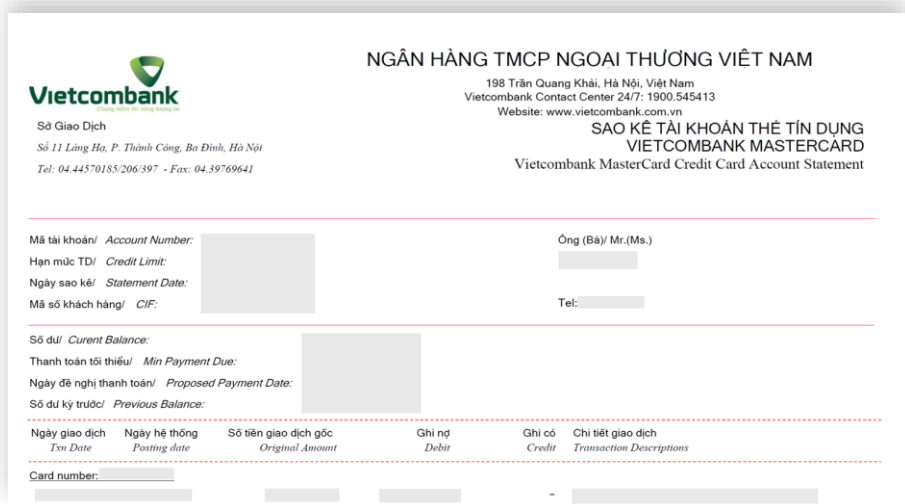 NGÂN HÀNG TMCP NGOẠI THƯƠNG VIỆT NAM
198 Trần Quang Khải, Hà Nội, Việt Nam
Vietcombank Contact Center 24/7: 1900.545413
Website: www.vietcombank.com.vn
Vietcombank
Chung niềm tin vững tương lai
Sở Giao Dịch
Số 11 Láng Hạ, P. Thành Công, Ba Đình, Hà Nội
Tel: 04.44570185/206/397 - Fax: 04.39769641
SAO KÊ TÀI KHOẢN THẺ TÍN DỤNG
VIETCOMBANK MASTERCARD
Vietcombank MasterCard Credit Card Account Statement
Mã tài khoản/ Account Number:
Ông (Bà)/ Mr.(Ms.)
Hạn mức TD/ Credit Limit:
Ngày sao kê/ Statement Date:
Mã số khách hàng/ CIF:
Tel:
Số dư/ Curent Balance:
Thanh toán tối thiểu/ Min Payment Due:
Ngày đề nghị thanh toán/ Proposed Payment Date:
Số dư kỳ trước/ Previous Balance:
Ngày giao dịch Ngày hệ thống Số tiền giao dịch gốc Ghi nợ Ghi có Chi tiết giao dịch
Txn Date Posting date Original Amount Debit Credit Transaction Descriptions
Card number: